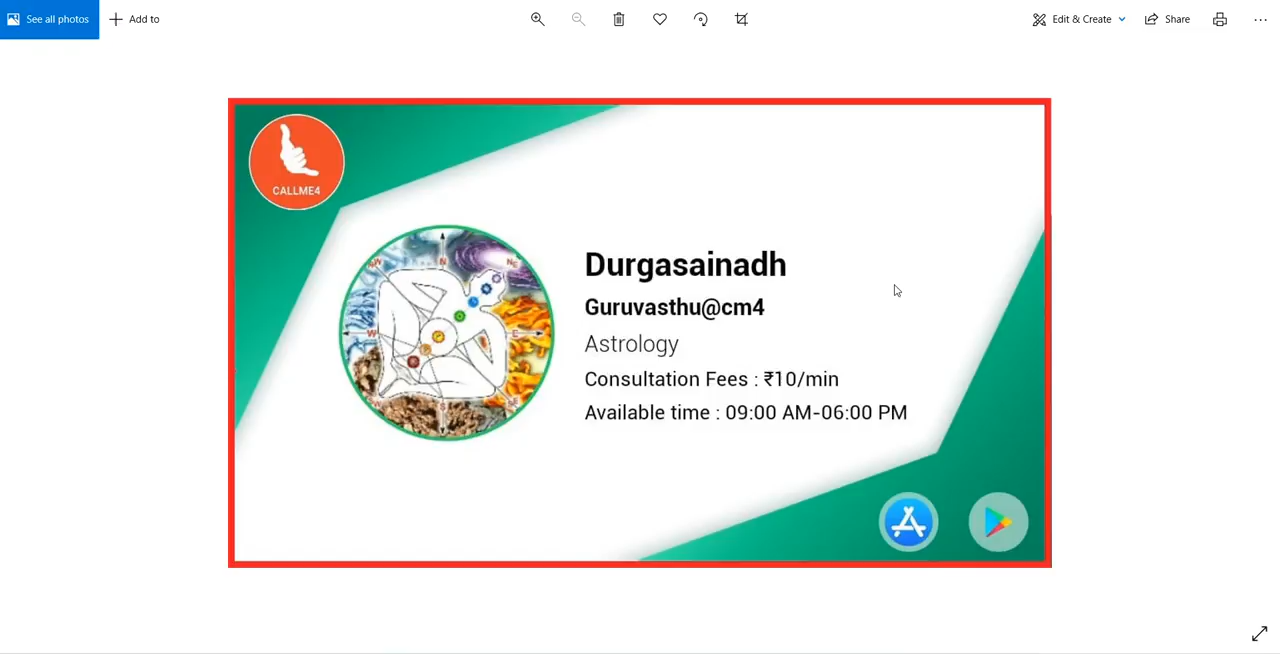 See all photos
Add to
Edit & Create
Share
CALLME4
N
NE
W
E
Durgasainadh
Guruvasthu@cm4
Astrology
Consultation Fees : ₹10/min
Available time : 09:00 AM-06:00 PM